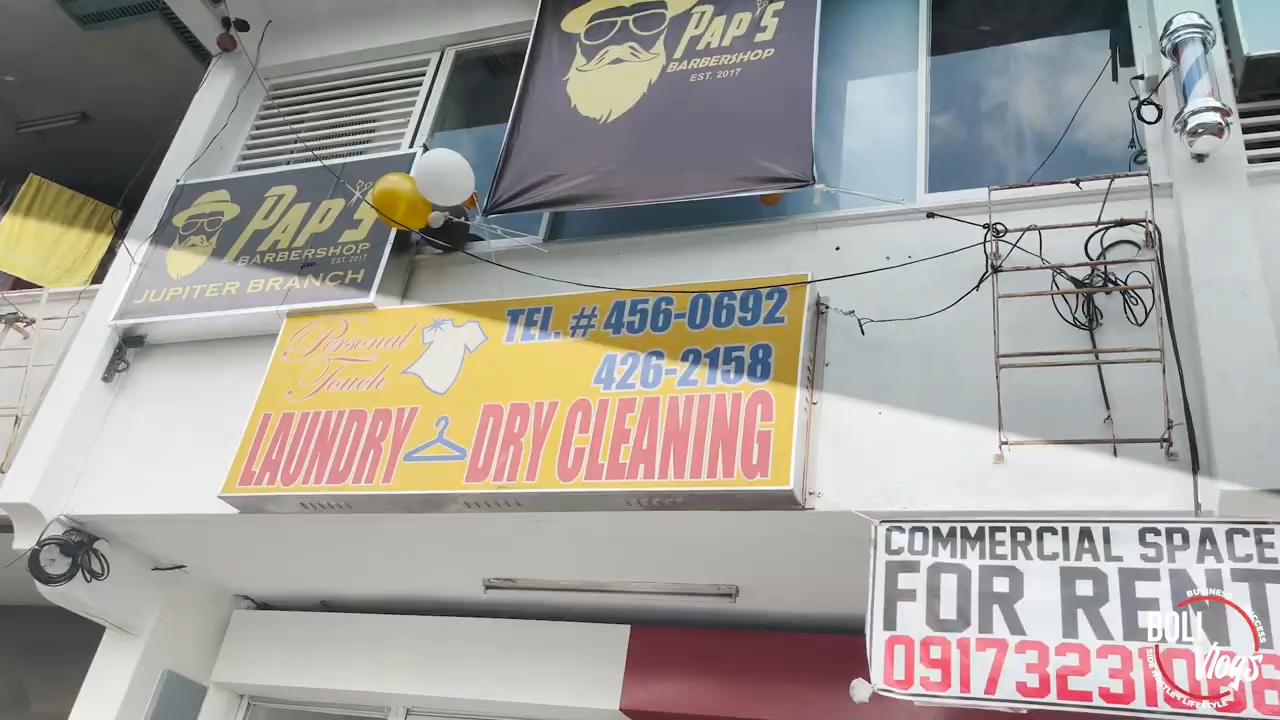 PAP'S
BARBERSHOP
EST. 2017
PAP'S
BARBERSHOP
EST. 2017
JUPITER BRANCH
Personal
Touch
TEL. # 456-0692
426-2158
LAUNDRY DRY CLEANING
COMMERCIAL SPACE
FOR RENT
BOLI
Vlogs